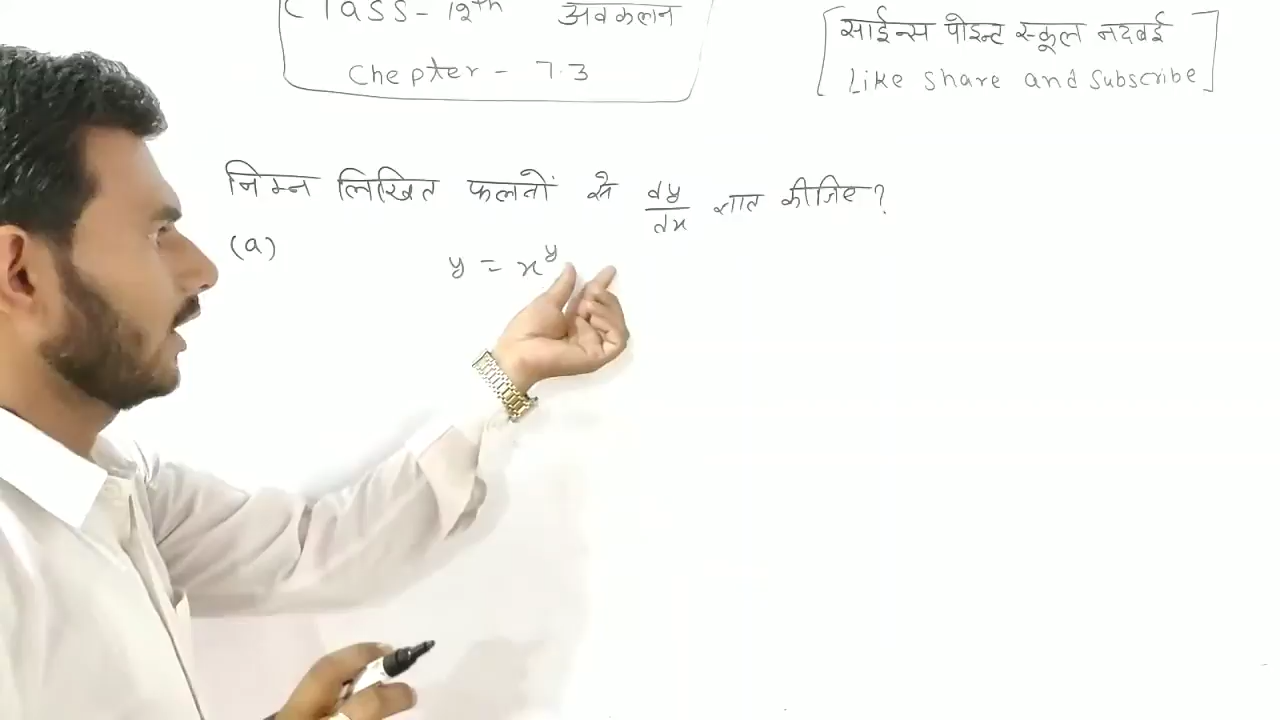 Class-12th अवकलन
Chepter - 7.3
साईन्स पोइन्ट स्कूल नदबई
Like share and subscribe
निम्न लिखित फलनों से dy/dx ज्ञात कीजिए ?
(a) y = x^y